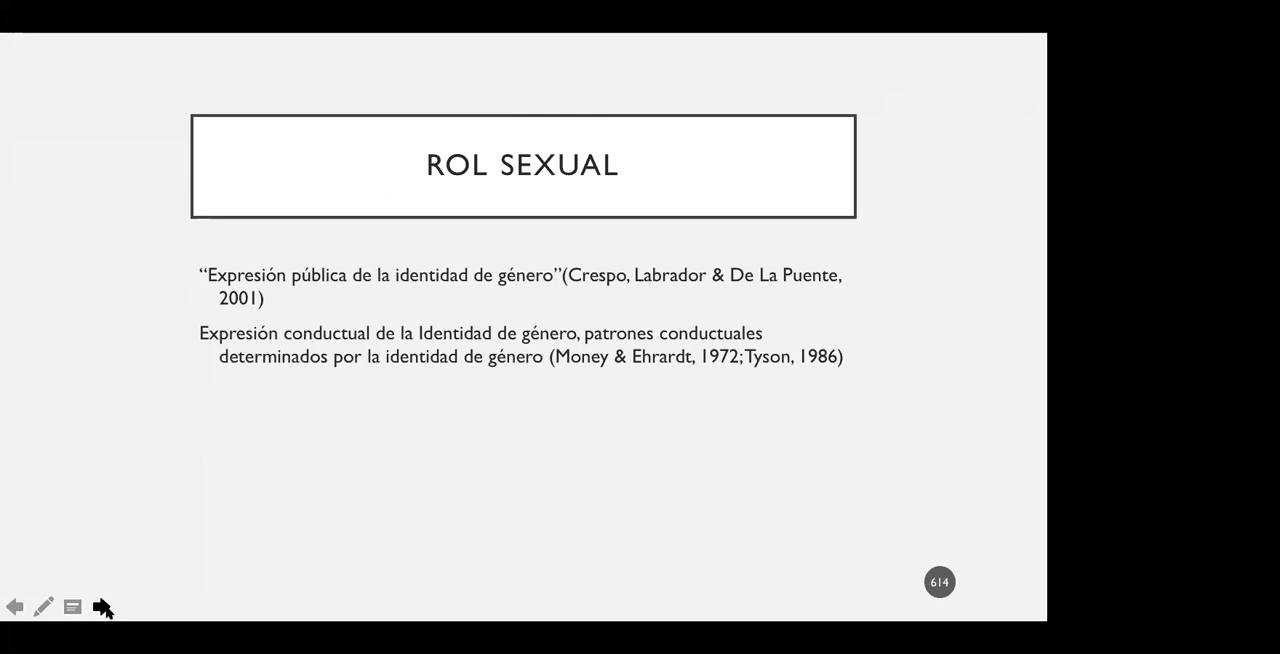 ROL SEXUAL
“Expresión pública de la identidad de género”(Crespo, Labrador & De La Puente,
2001)
Expresión conductual de la Identidad de género, patrones conductuales
determinados por la identidad de género (Money & Ehrardt, 1972; Tyson, 1986)
614